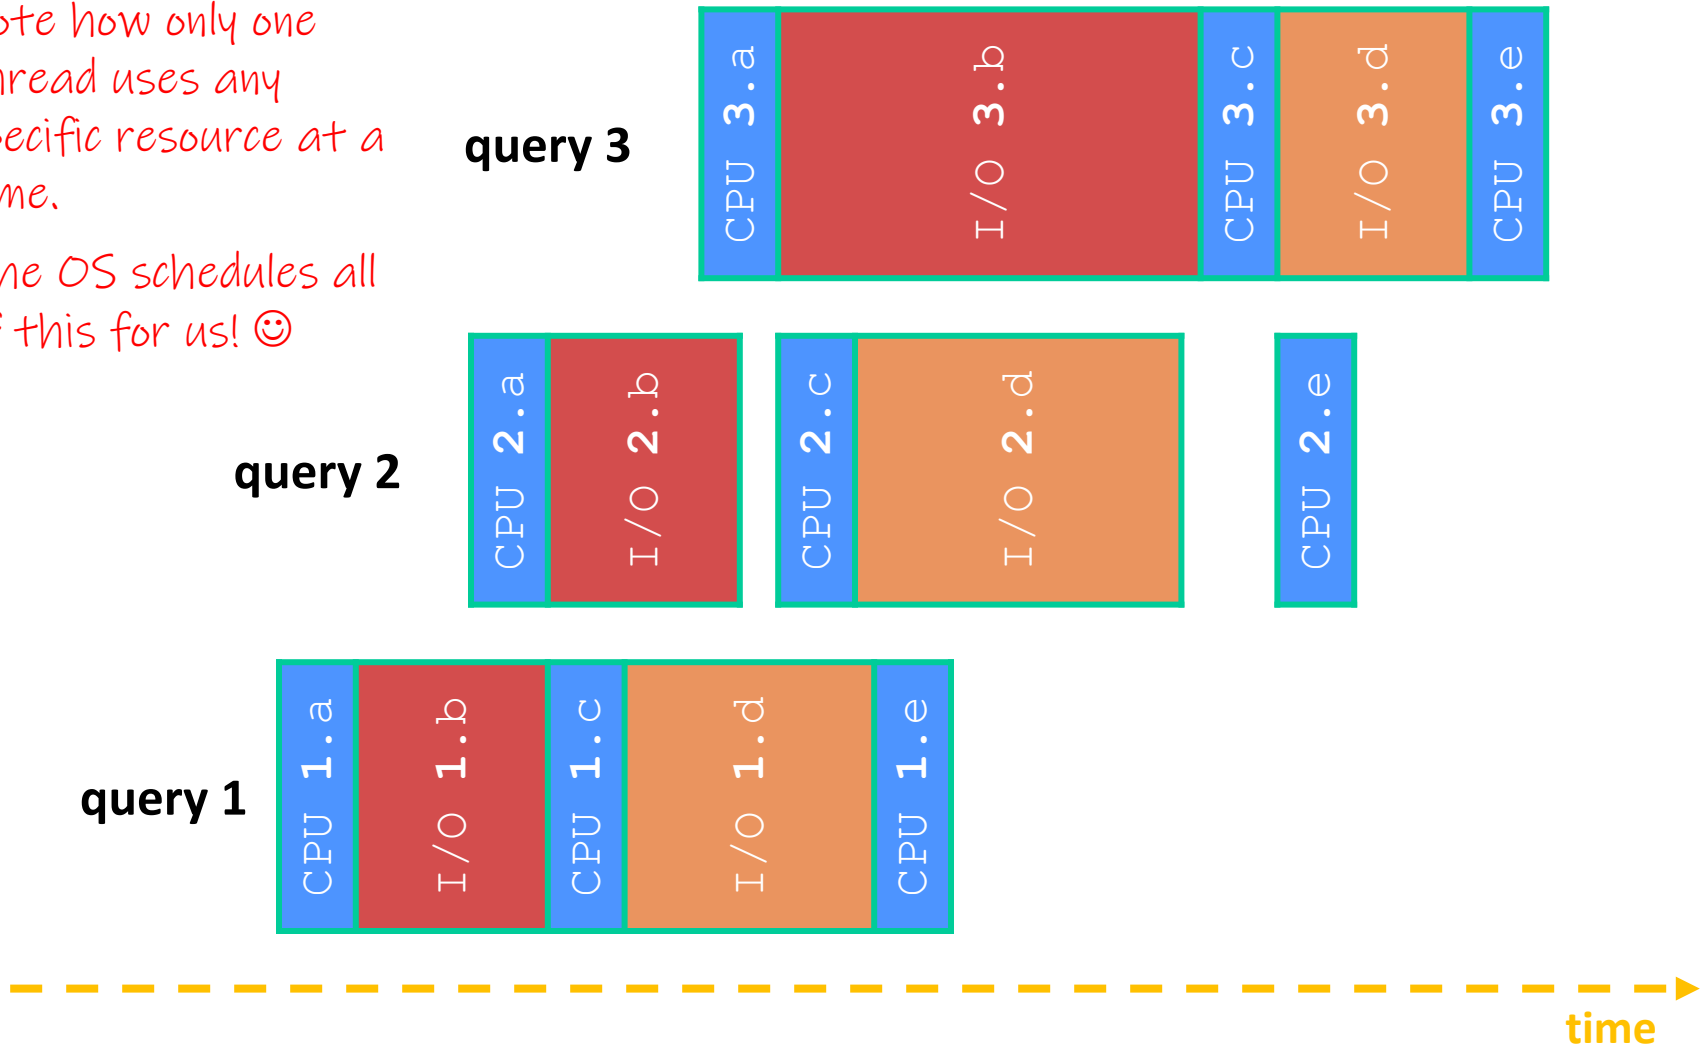 ote how only one
hread uses any
pecific resource at a
me.
he OS schedules all
f this for us! ☺
query 3
CPU 3.a
I/O 3.b
CPU 3.c
I/O 3.d
CPU 3.e
query 2
CPU 2.a
I/O 2.b
CPU 2.c
I/O 2.d
CPU 2.e
query 1
CPU 1.a
I/O 1.b
CPU 1.c
I/O 1.d
CPU 1.e
time